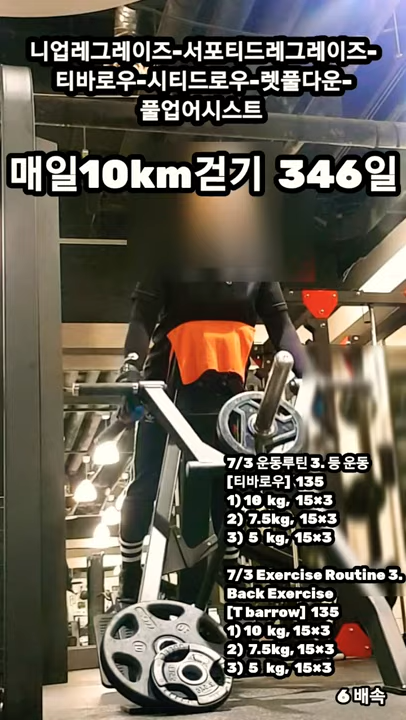 니업레그레이즈-서포티드레그레이즈-
티바로우-시티드로우-렛풀다운-
풀업어시스트
매일10km걷기 346일
7/3 운동루틴 3. 등 운동
[티바로우] 135
1) 10 kg, 15×3
2) 7.5kg, 15×3
3) 5 kg, 15×3
7/3 Exercise Routine 3.
Back Exercise
[T barrow] 135
1) 10 kg, 15×3
2) 7.5kg, 15×3
3) 5 kg, 15×3
6 배속